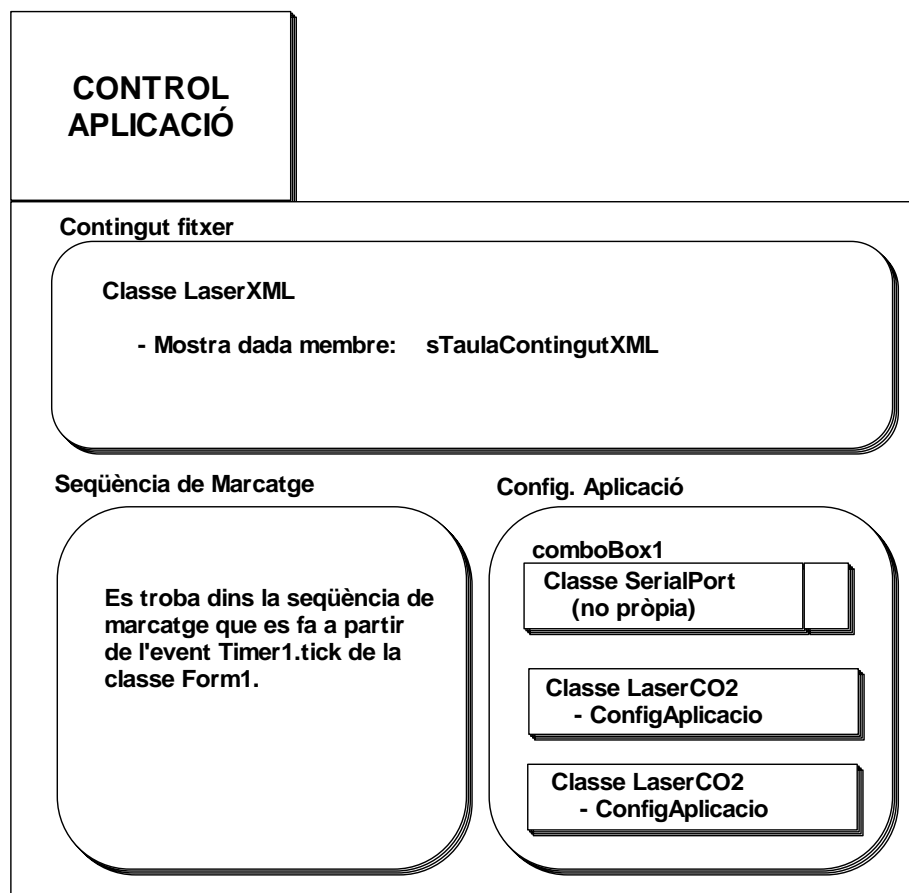 CONTROL
APLICACIÓ
Contingut fitxer
Classe LaserXML
- Mostra dada membre: sTaulaContingutXML
Seqüència de Marcatge
Es troba dins la seqüència de
marcatge que es fa a partir
de l'event Timer1.tick de la
classe Form1.
Config. Aplicació
comboBox1
Classe SerialPort
(no pròpia)
Classe LaserCO2
- ConfigAplicacio
Classe LaserCO2
- ConfigAplicacio